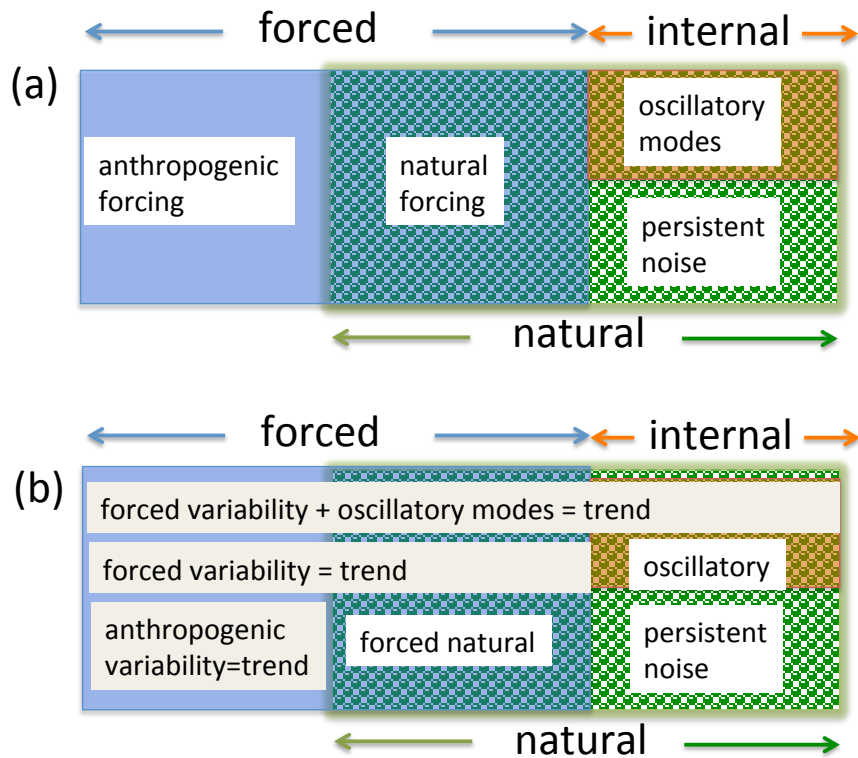 forced
internal
(a)
anthropogenic
forcing
natural
forcing
oscillatory
modes
persistent
noise
natural
forced
internal
(b)
forced variability + oscillatory modes = trend
forced variability = trend
oscillatory
anthropogenic
variability=trend
forced natural
persistent
noise
natural